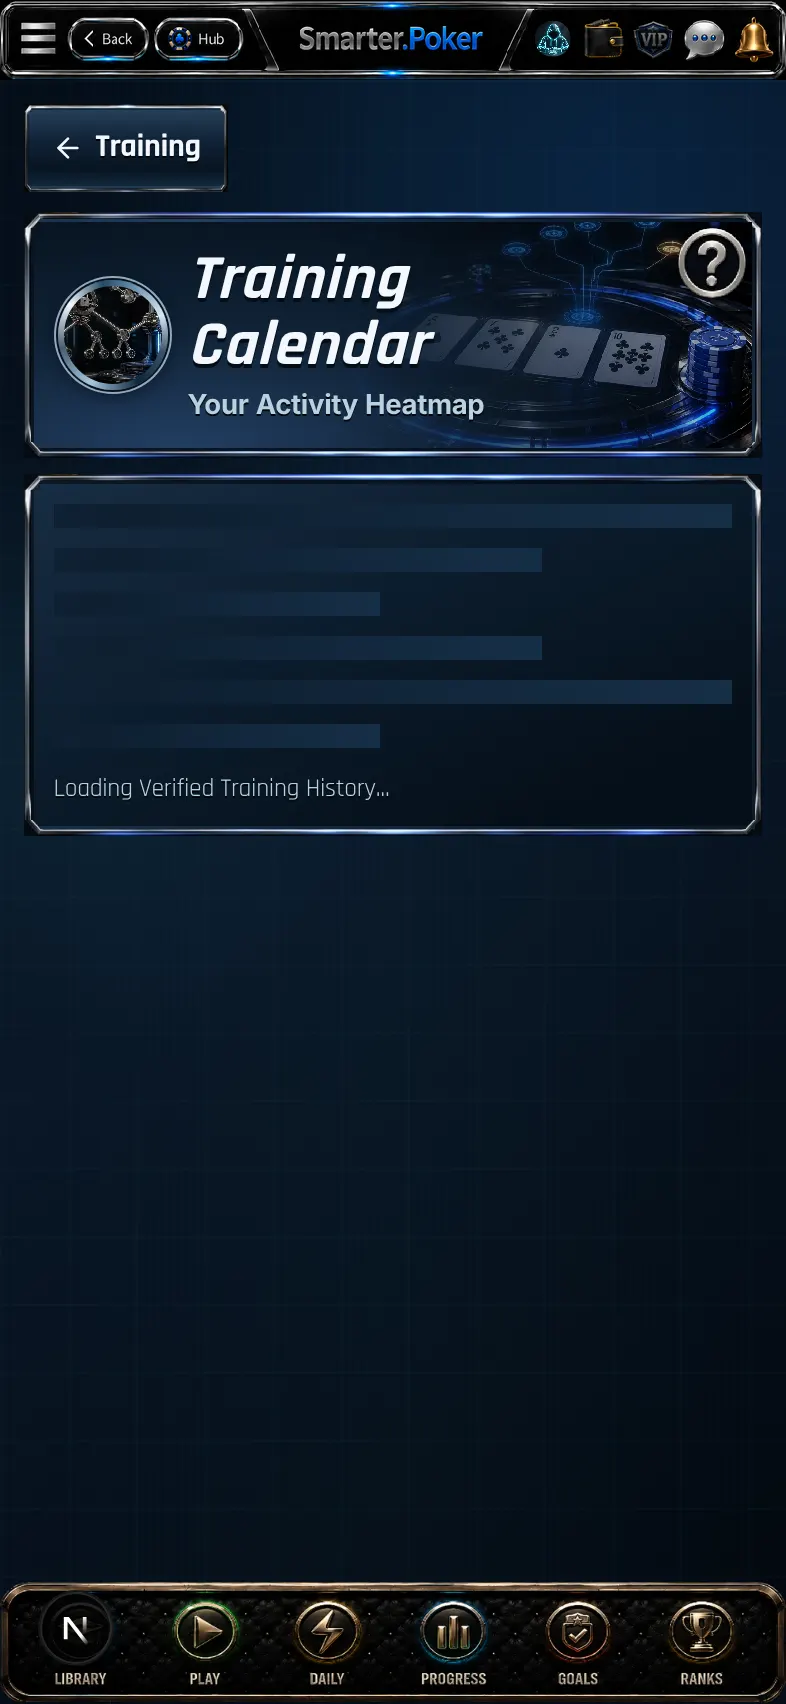 Back
Hub
Smarter.Poker
VIP
Training
Training
Calendar
Your Activity Heatmap
?
Loading Verified Training History...
N
LIBRARY
PLAY
DAILY
PROGRESS
GOALS
RANKS